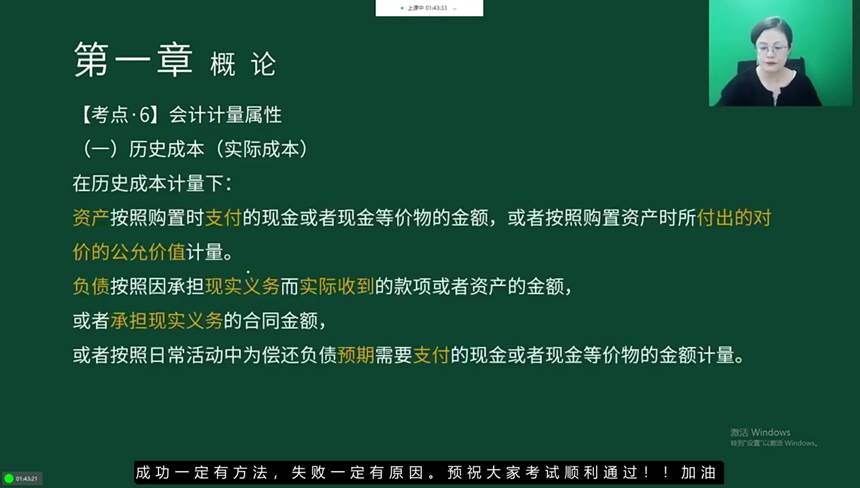 上课中 01:43:33
第一章 概 论
【考点·6】会计计量属性
（一）历史成本（实际成本）
在历史成本计量下：
资产按照购置时支付的现金或者现金等价物的金额，或者按照购置资产时所付出的对
价的公允价值计量。
负债按照因承担现实义务而实际收到的款项或者资产的金额，
或者承担现实义务的合同金额，
或者按照日常活动中为偿还负债预期需要支付的现金或者现金等价物的金额计量。
激活 Windows
转到"设置"以激活 Windows。
01:43:21
成功一定有方法，失败一定有原因。预祝大家考试顺利通过！！加油